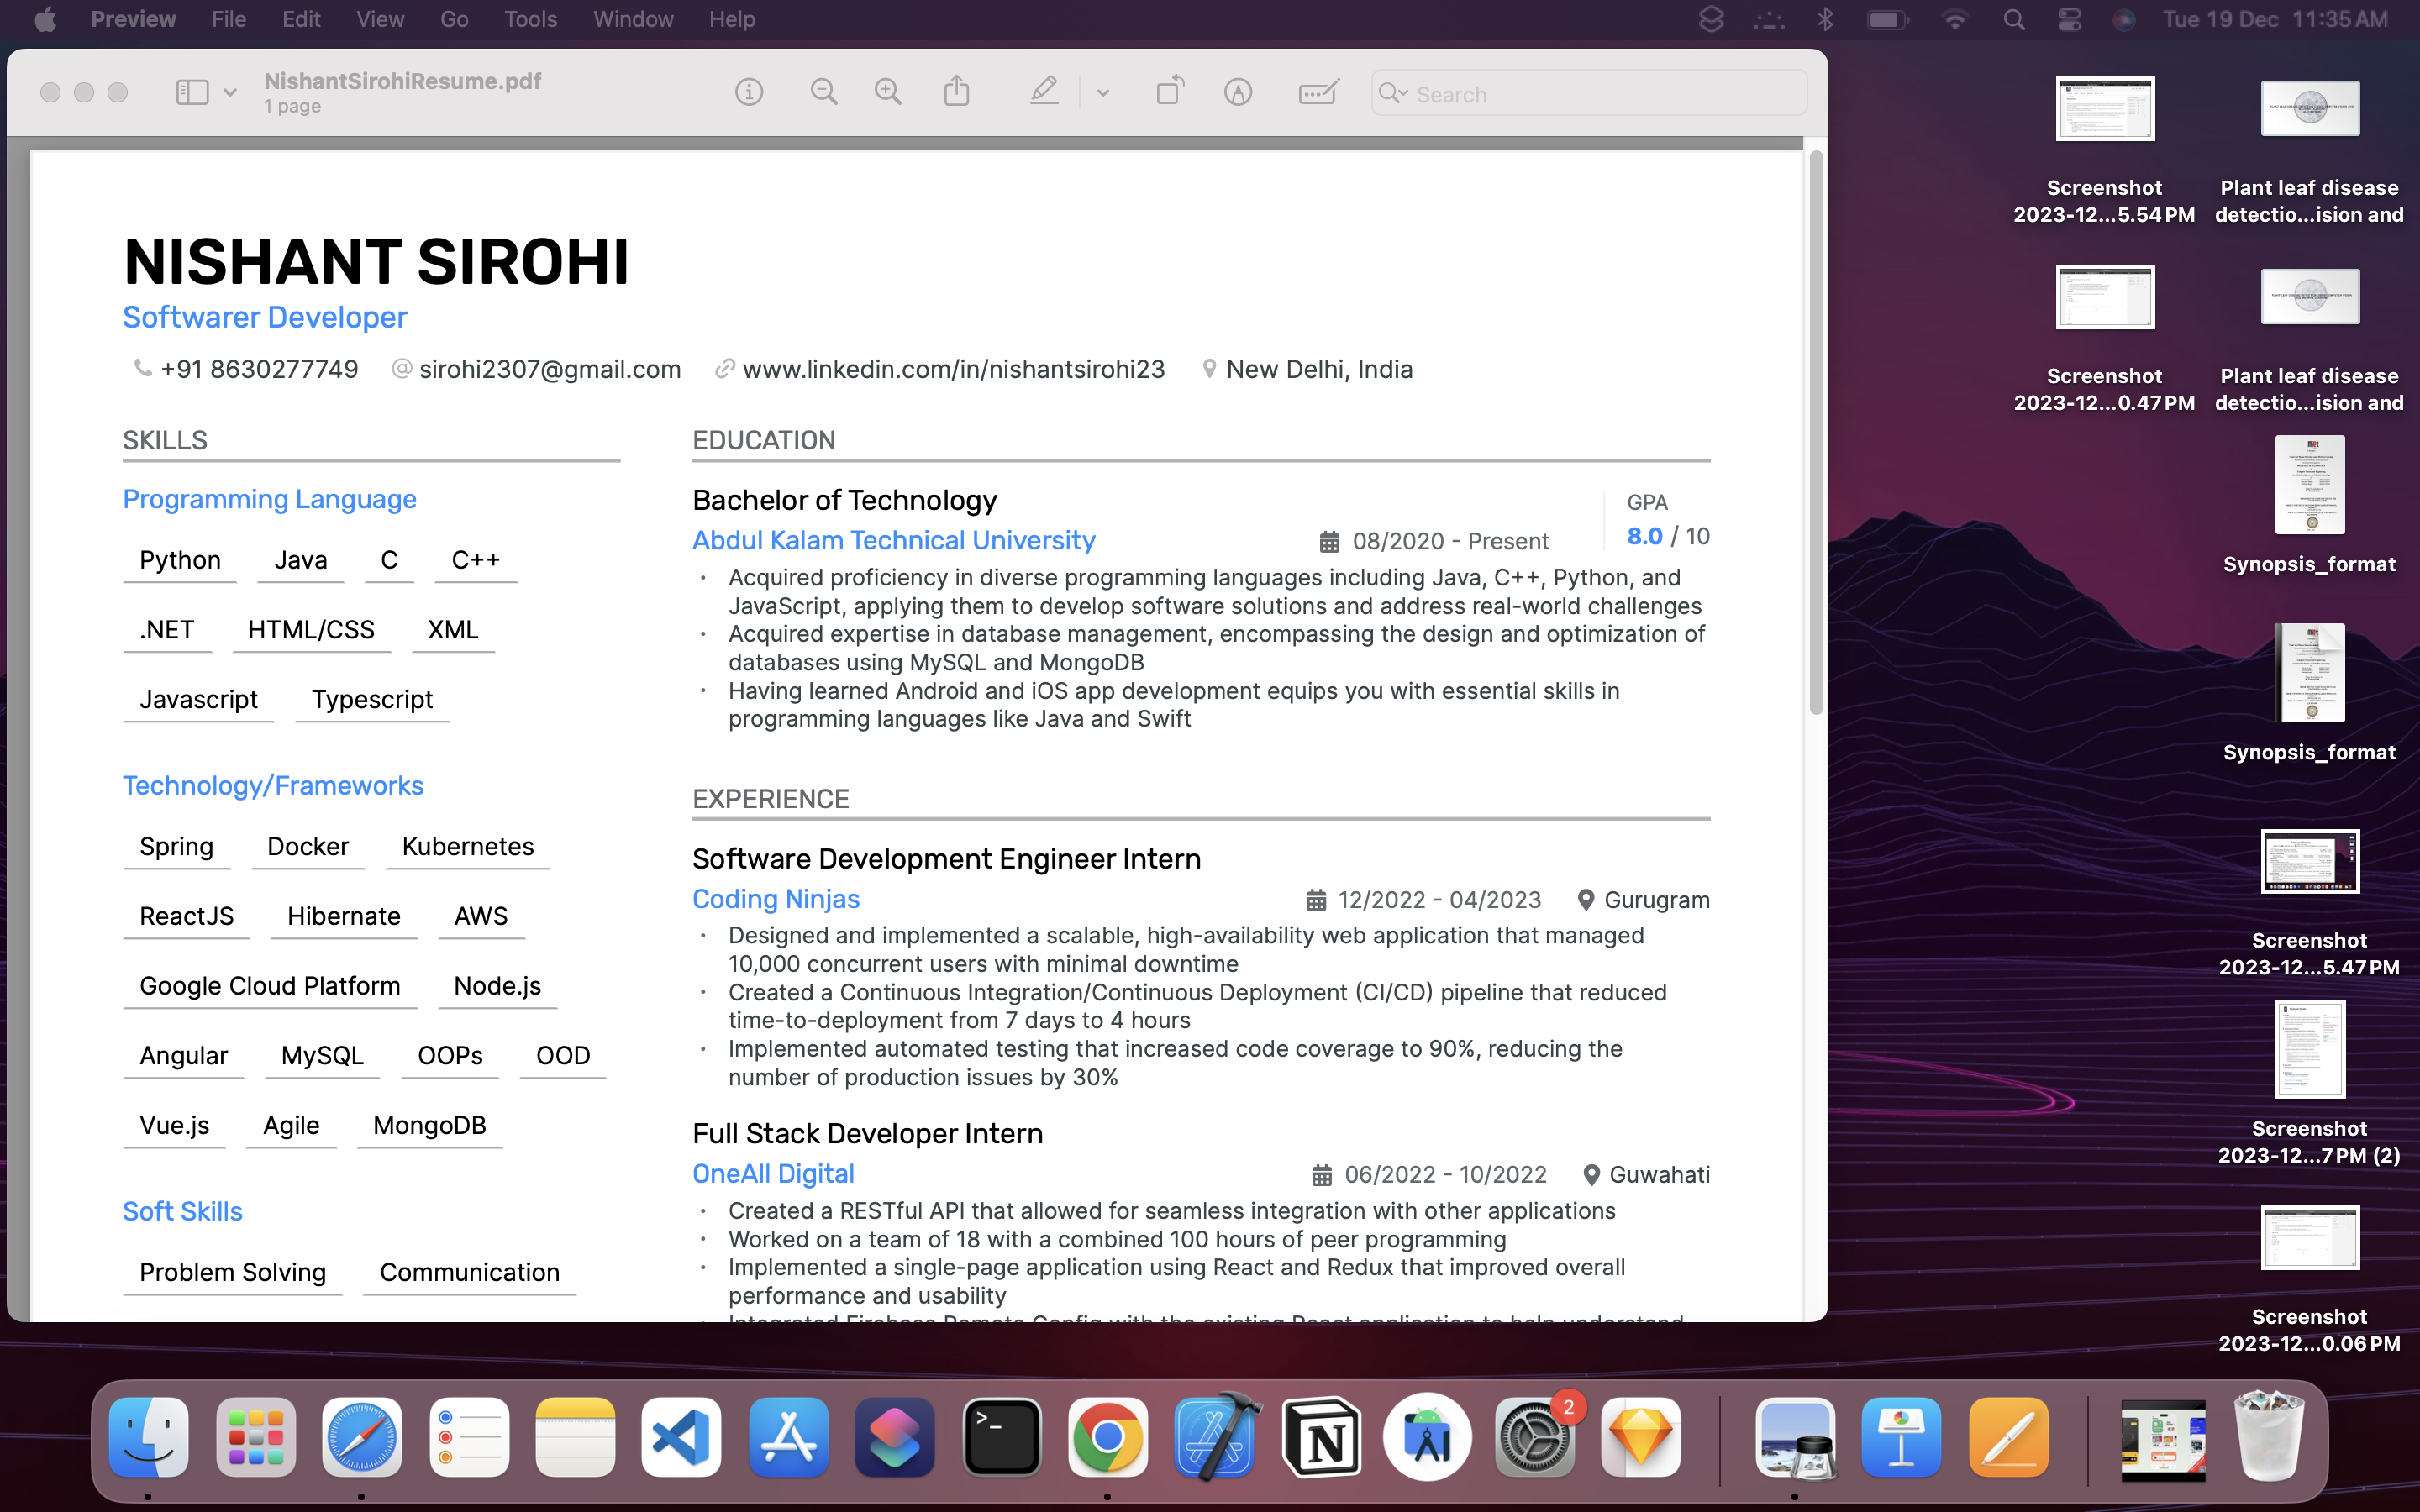 Preview File Edit View Go Tools Window Help
Tue 19 Dec 11:35 AM
NishantSirohiResume.pdf
1 page
Search
NISHANT SIROHI
Softwarer Developer
+91 8630277749 sirohi2307@gmail.com www.linkedin.com/in/nishantsirohi23 New Delhi, India
SKILLS
Programming Language
Python Java C C++
.NET HTML/CSS XML
Javascript Typescript
Technology/Frameworks
Spring Docker Kubernetes
ReactJS Hibernate AWS
Google Cloud Platform Node.js
Angular MySQL OOPs OOD
Vue.js Agile MongoDB
Soft Skills
Problem Solving Communication
EDUCATION
Bachelor of Technology
GPA
Abdul Kalam Technical University 08/2020 - Present 8.0 / 10
· Acquired proficiency in diverse programming languages including Java, C++, Python, and
JavaScript, applying them to develop software solutions and address real-world challenges
· Acquired expertise in database management, encompassing the design and optimization of
databases using MySQL and MongoDB
· Having learned Android and iOS app development equips you with essential skills in
programming languages like Java and Swift
EXPERIENCE
Software Development Engineer Intern
Coding Ninjas 12/2022 - 04/2023 Gurugram
· Designed and implemented a scalable, high-availability web application that managed
10,000 concurrent users with minimal downtime
· Created a Continuous Integration/Continuous Deployment (CI/CD) pipeline that reduced
time-to-deployment from 7 days to 4 hours
· Implemented automated testing that increased code coverage to 90%, reducing the
number of production issues by 30%
Full Stack Developer Intern
OneAll Digital 06/2022 - 10/2022 Guwahati
· Created a RESTful API that allowed for seamless integration with other applications
· Worked on a team of 18 with a combined 100 hours of peer programming
· Implemented a single-page application using React and Redux that improved overall
performance and usability
· Integrated Firebase Remote Config with the existing React application to help understand
Screenshot
2023-12...5.54 PM
Plant leaf disease
detectio...ision and
Screenshot
2023-12...0.47 PM
Plant leaf disease
detectio...ision and
Synopsis_format
Synopsis_format
Screenshot
2023-12...5.47 PM
Screenshot
2023-12...7 PM (2)
Screenshot
2023-12...0.06 PM
2